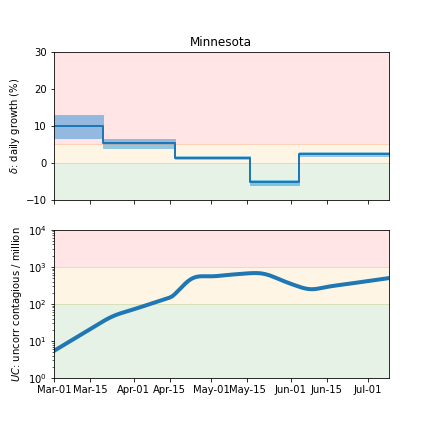 Minnesota
30
20
10
0
−10
δ: daily growth (%)
10⁴
10³
10²
10¹
10⁰
UC: uncorr contagious / million
Mar-01 Mar-15 Apr-01 Apr-15 May-01 May-15 Jun-01 Jun-15 Jul-01